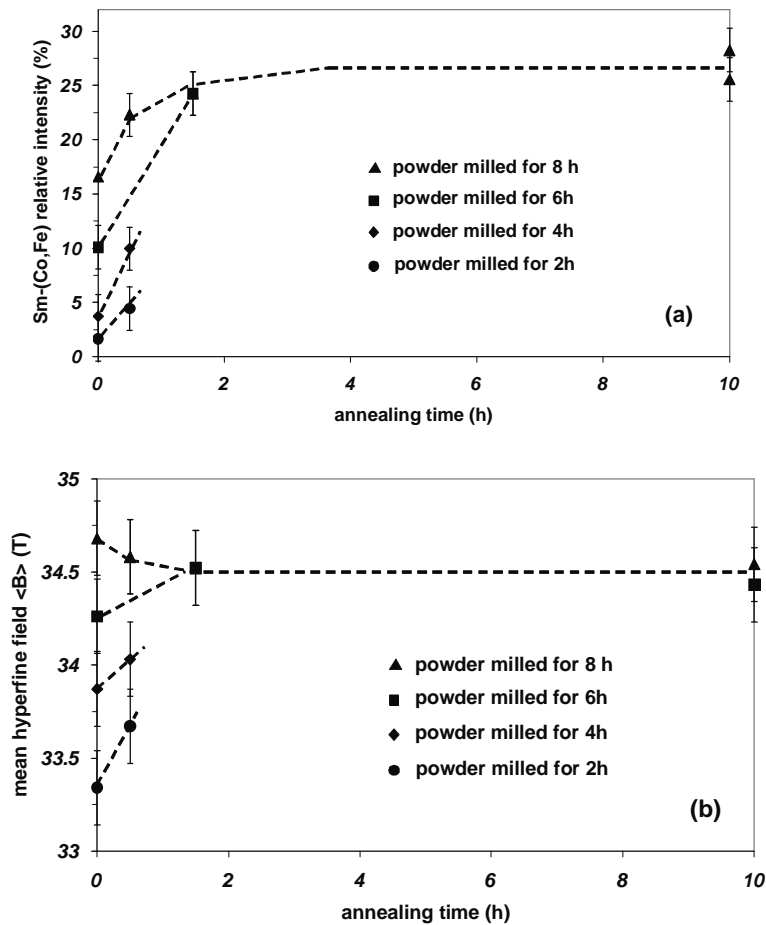 30
25
20
15
10
5
0
Sm-(Co,Fe) relative intensity (%)
powder milled for 8 h
powder milled for 6h
powder milled for 4h
powder milled for 2h
(a)
0 2 4 6 8 10
annealing time (h)
35
34.5
34
33.5
33
mean hyperfine field <B> (T)
powder milled for 8 h
powder milled for 6h
powder milled for 4h
powder milled for 2h
(b)
0 2 4 6 8 10
annealing time (h)